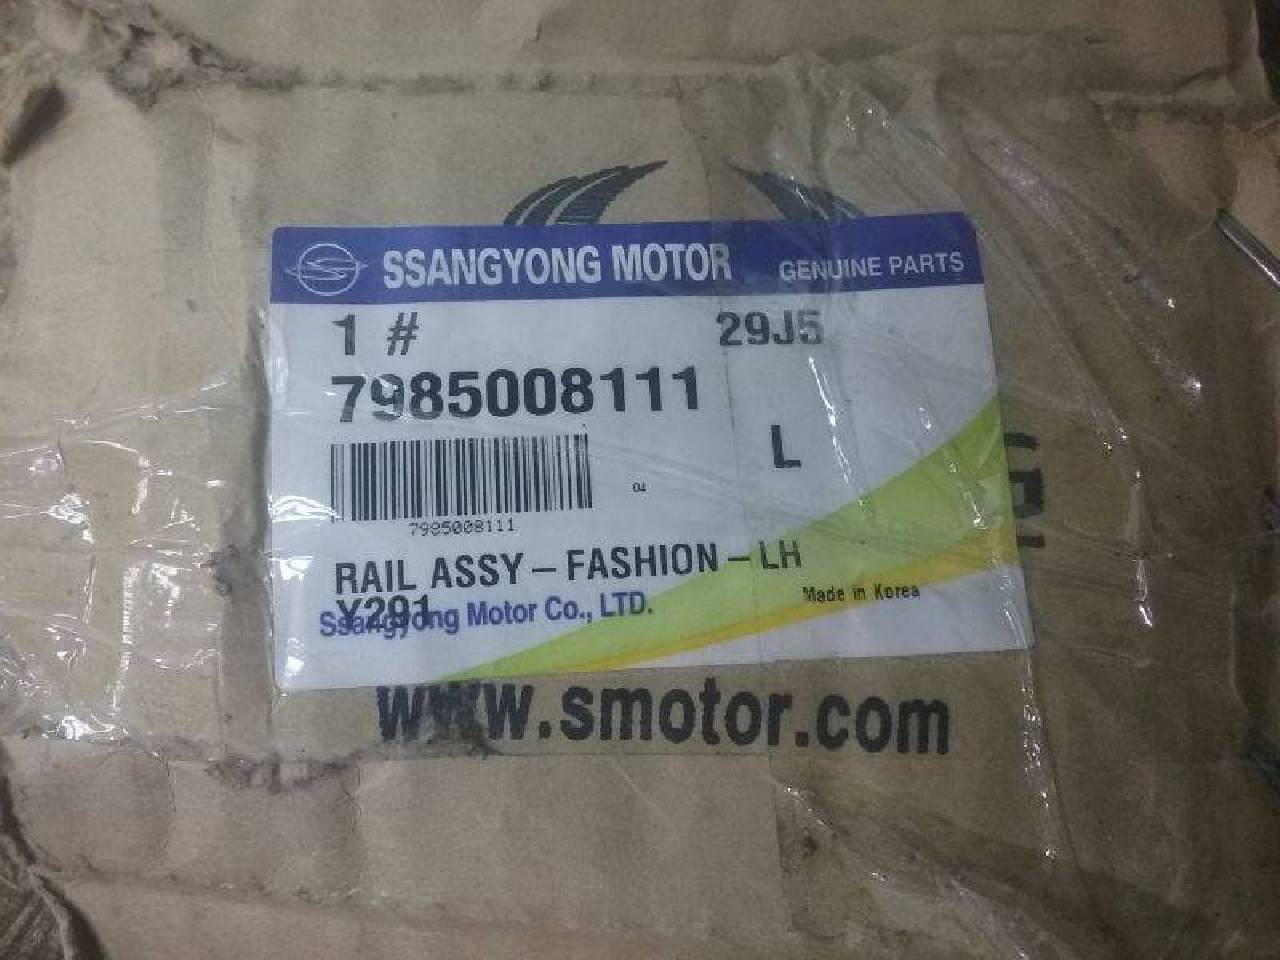 SSANGYONG MOTOR GENUINE PARTS
1 # 29J5
7985008111
L
04
7985008111
RAIL ASSY – FASHION – LH
Y291
Ssangyong Motor Co., LTD. Made in Korea
www.smotor.com